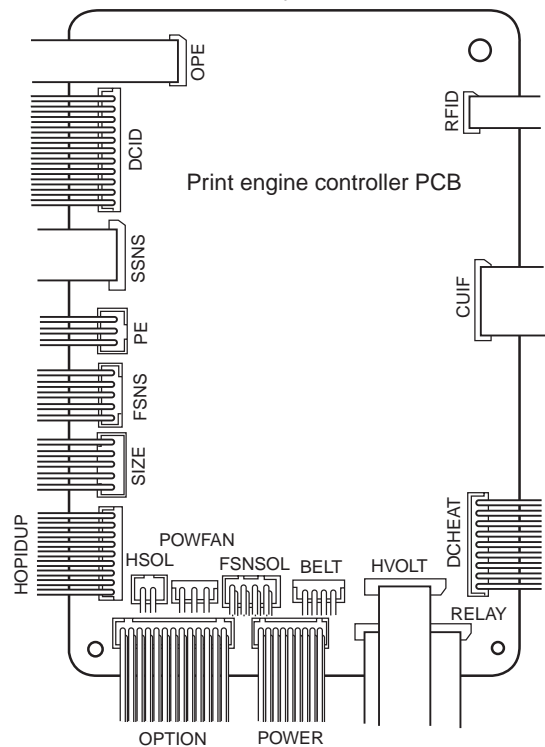 OPE
RFID
DCID
Print engine controller PCB
SSNS
CUIF
PE
FSNS
SIZE
HOPIDUP
DCHEAT
POWFAN
HSOL
FSNSOL
BELT
HVOLT
RELAY
OPTION
POWER